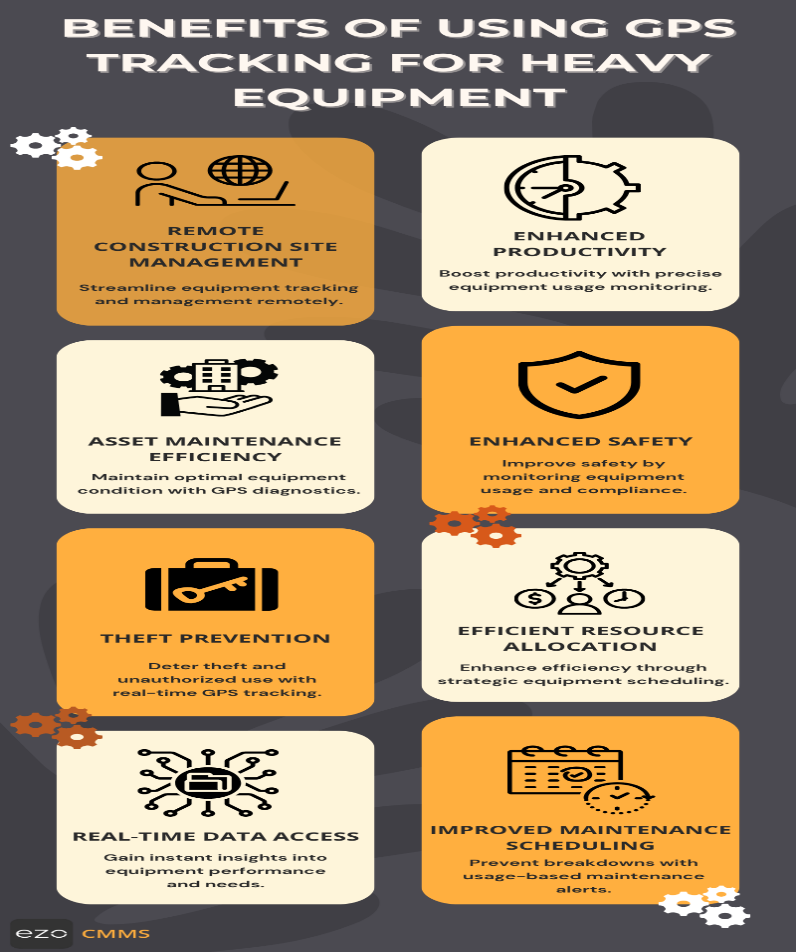 BENEFITS OF USING GPS
TRACKING FOR HEAVY
EQUIPMENT
REMOTE
CONSTRUCTION SITE
MANAGEMENT
Streamline equipment tracking
and management remotely.
ENHANCED
PRODUCTIVITY
Boost productivity with precise
equipment usage monitoring.
ASSET MAINTENANCE
EFFICIENCY
Maintain optimal equipment
condition with GPS diagnostics.
ENHANCED SAFETY
Improve safety by
monitoring equipment
usage and compliance.
THEFT PREVENTION
Deter theft and
unauthorized use with
real-time GPS tracking.
$
EFFICIENT RESOURCE
ALLOCATION
Enhance efficiency through
strategic equipment scheduling.
REAL-TIME DATA ACCESS
Gain instant insights into
equipment performance
and needs.
IMPROVED MAINTENANCE
SCHEDULING
Prevent breakdowns with
usage-based maintenance
alerts.
ezo CMMS